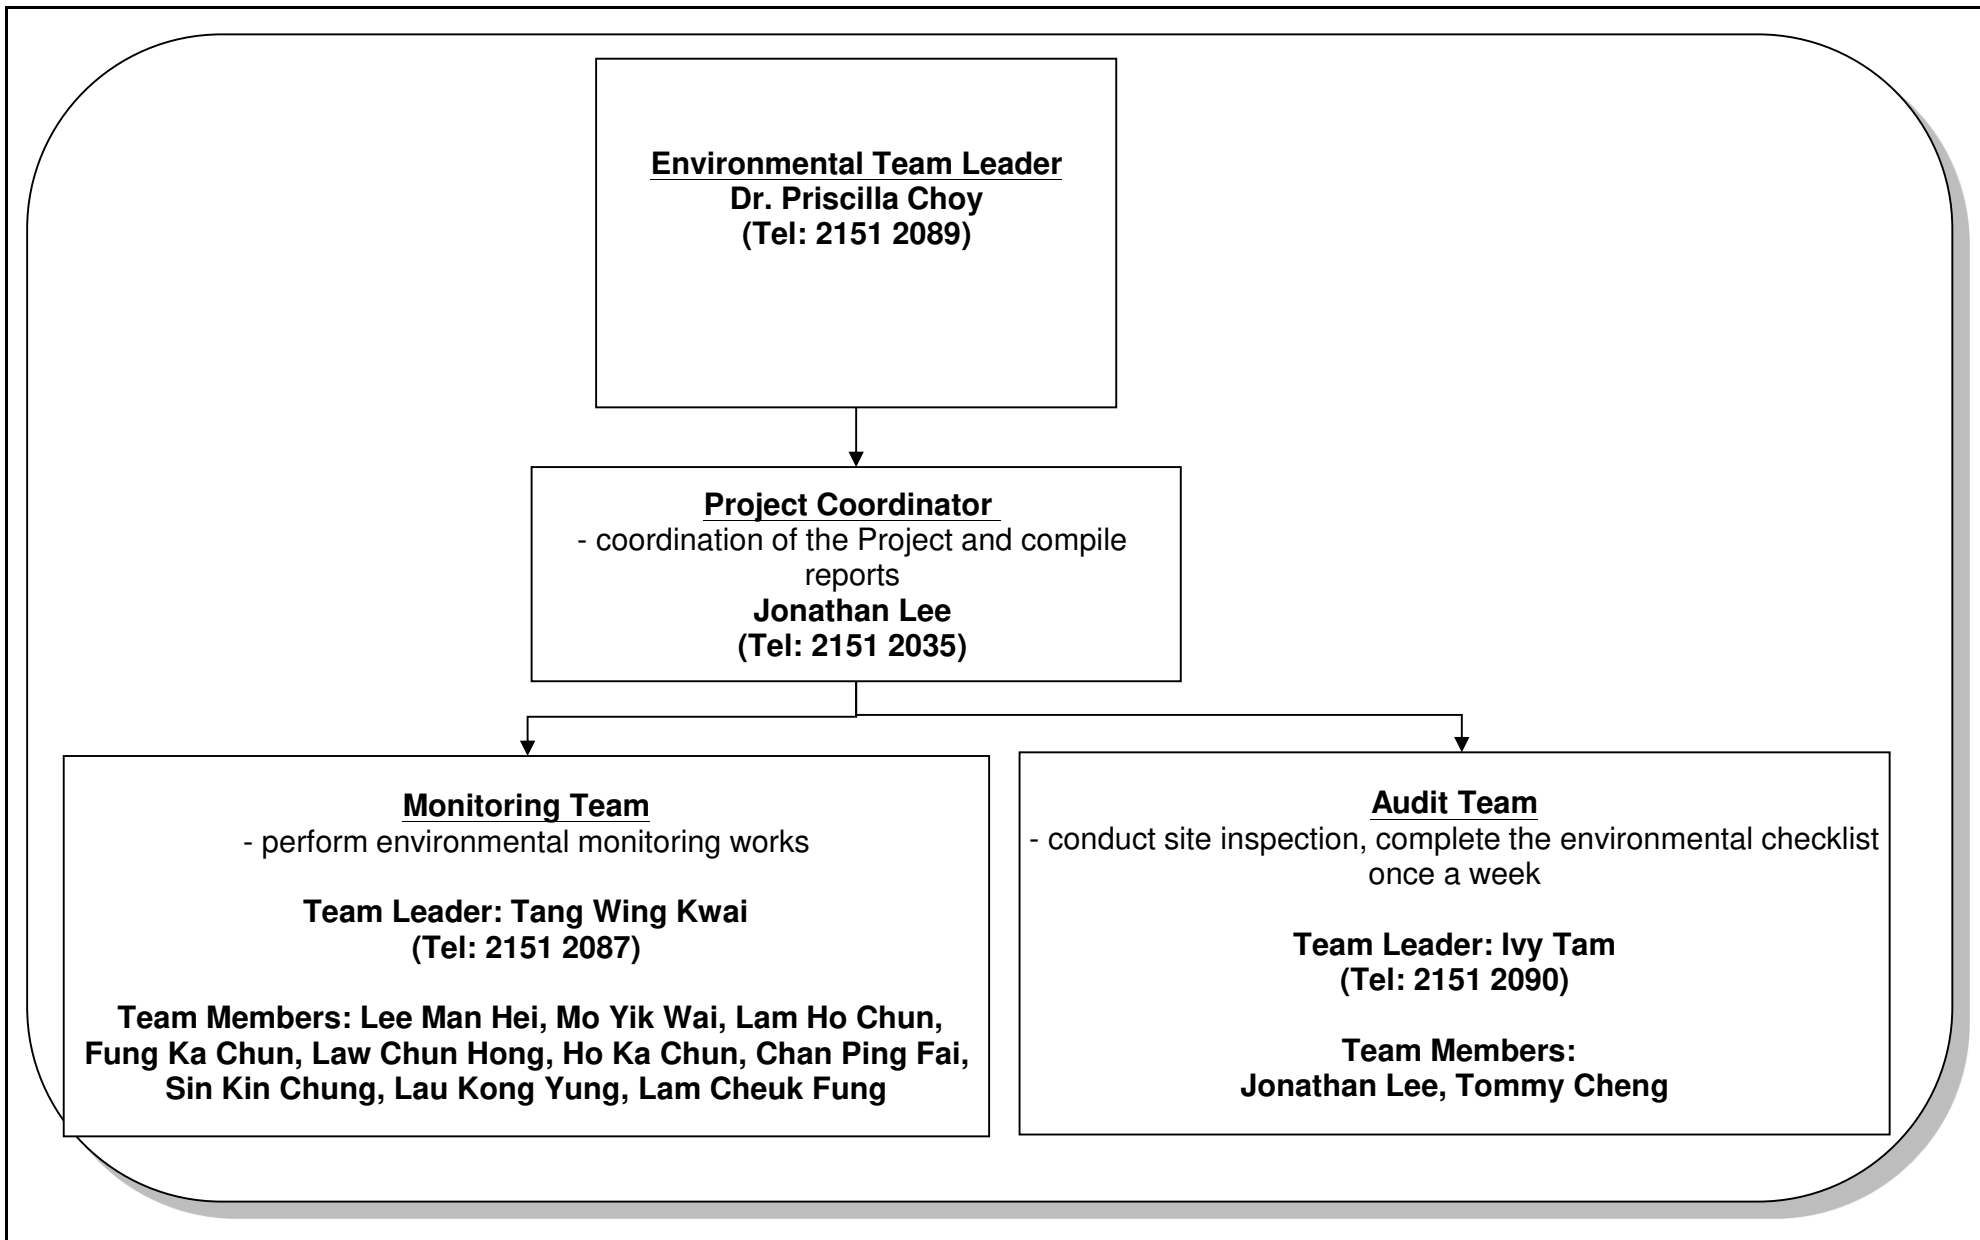 Environmental Team Leader
Dr. Priscilla Choy
(Tel: 2151 2089)
Project Coordinator
- coordination of the Project and compile
reports
Jonathan Lee
(Tel: 2151 2035)
Monitoring Team
- perform environmental monitoring works
Team Leader: Tang Wing Kwai
(Tel: 2151 2087)
Team Members: Lee Man Hei, Mo Yik Wai, Lam Ho Chun,
Fung Ka Chun, Law Chun Hong, Ho Ka Chun, Chan Ping Fai,
Sin Kin Chung, Lau Kong Yung, Lam Cheuk Fung
Audit Team
- conduct site inspection, complete the environmental checklist
once a week
Team Leader: Ivy Tam
(Tel: 2151 2090)
Team Members:
Jonathan Lee, Tommy Cheng